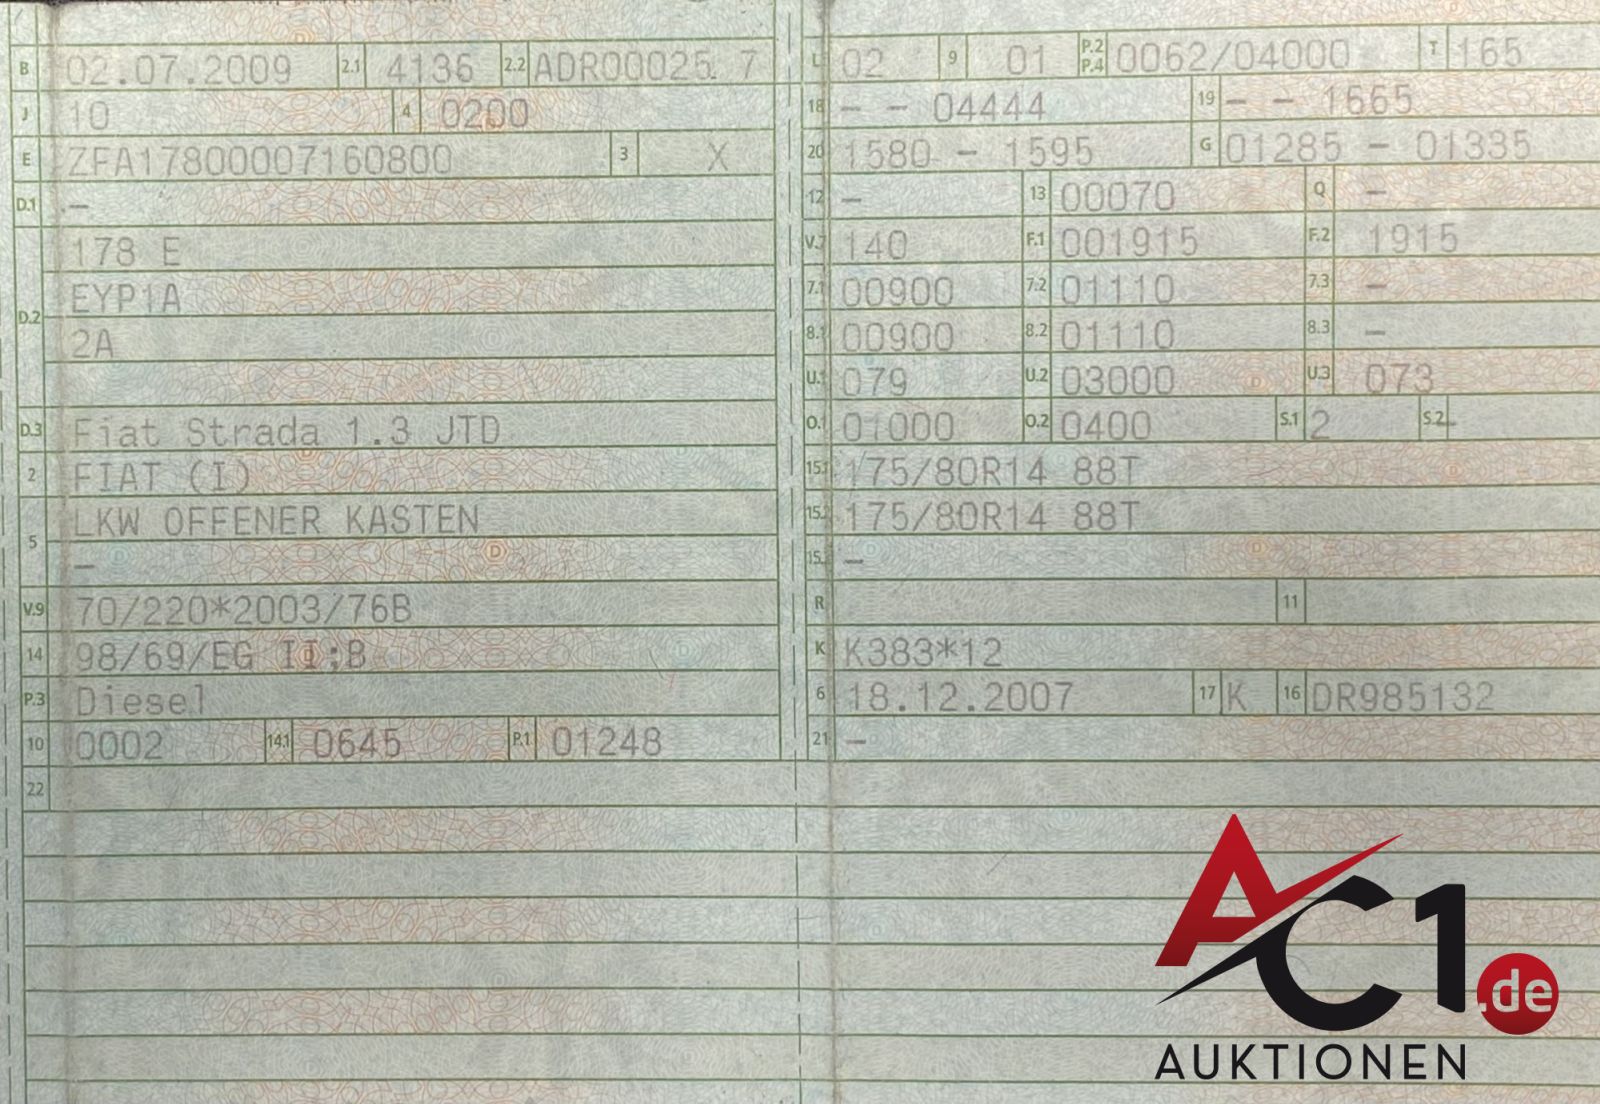 B 02.07.2009 2.1 4136 2.2 ADR00025 7
J 10 4 0200
E ZFA17800007160800 3 X
D.1 –
178 E
D.2 EYP1A
2A
D.3 Fiat Strada 1.3 JTD
2 FIAT (I)
5 LKW OFFENER KASTEN
–
V.9 70/220*2003/76B
14 98/69/EG II;B
P.3 Diesel
10 0002 14.1 0645 P.1 01248
22
L 02 9 01 P.2 P.4 0062/04000 T 165
18 – – 04444 19 – – 1665
20 1580 – 1595 G 01285 – 01335
12 – 13 00070 Q –
V.7 140 F.1 001915 F.2 1915
7.1 00900 7.2 01110 7.3 –
8.1 00900 8.2 01110 8.3 –
U.1 079 U.2 03000 U.3 073
O.1 01000 O.2 0400 S.1 2 S.2 –
15.1 175/80R14 88T
15.2 175/80R14 88T
15. –
R 11
K K383*12
6 18.12.2007 17 K 16 DR985132
21 –
AC1.de
AUKTIONEN